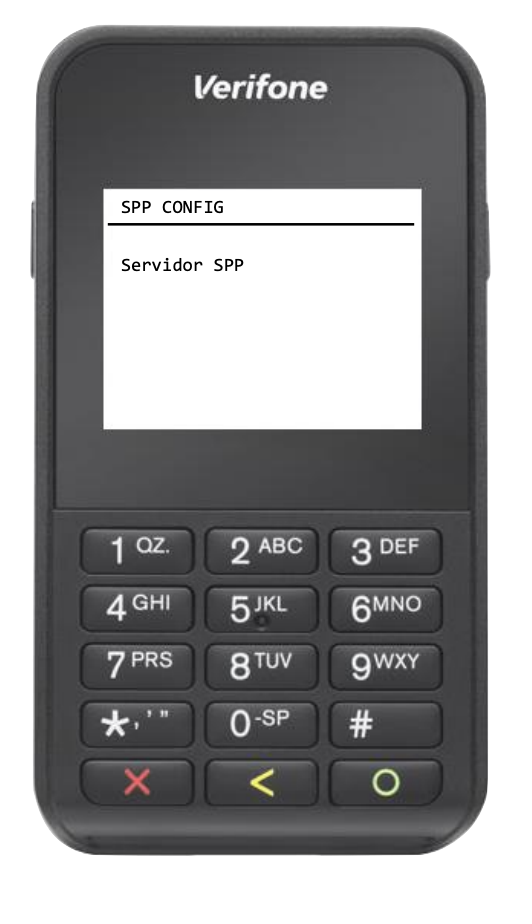 Verifone
SPP CONFIG
Servidor SPP
1 QZ. 2 ABC 3 DEF
4 GHI 5 JKL 6 MNO
7 PRS 8 TUV 9 WXY
*,'" 0 -SP #
X < O